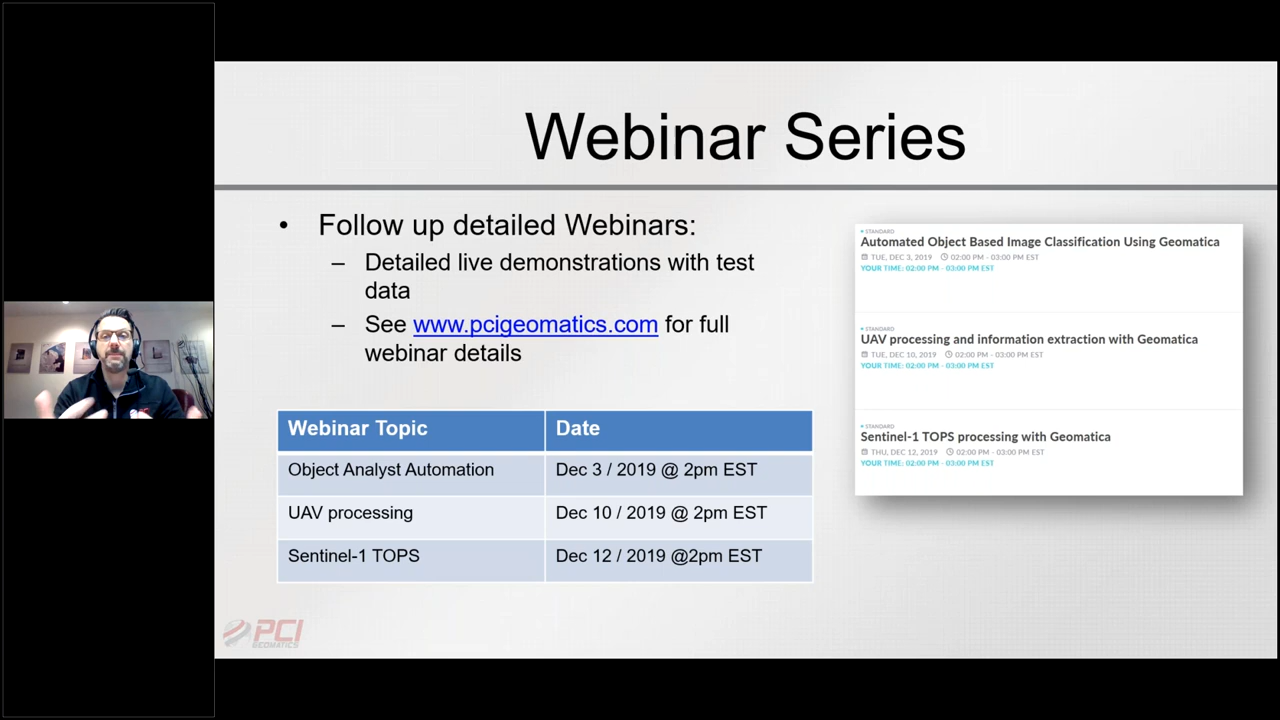 Webinar Series
• Follow up detailed Webinars:
– Detailed live demonstrations with test
data
– See www.pcigeomatics.com for full
webinar details
Webinar Topic Date
Object Analyst Automation Dec 3 / 2019 @ 2pm EST
UAV processing Dec 10 / 2019 @ 2pm EST
Sentinel-1 TOPS Dec 12 / 2019 @2pm EST
STANDARD
Automated Object Based Image Classification Using Geomatica
TUE, DEC 3, 2019 02:00 PM - 03:00 PM EST
YOUR TIME: 02:00 PM - 03:00 PM EST
STANDARD
UAV processing and information extraction with Geomatica
TUE, DEC 10, 2019 02:00 PM - 03:00 PM EST
YOUR TIME: 02:00 PM - 03:00 PM EST
STANDARD
Sentinel-1 TOPS processing with Geomatica
THU, DEC 12, 2019 02:00 PM - 03:00 PM EST
YOUR TIME: 02:00 PM - 03:00 PM EST
PCI
GEOMATICS